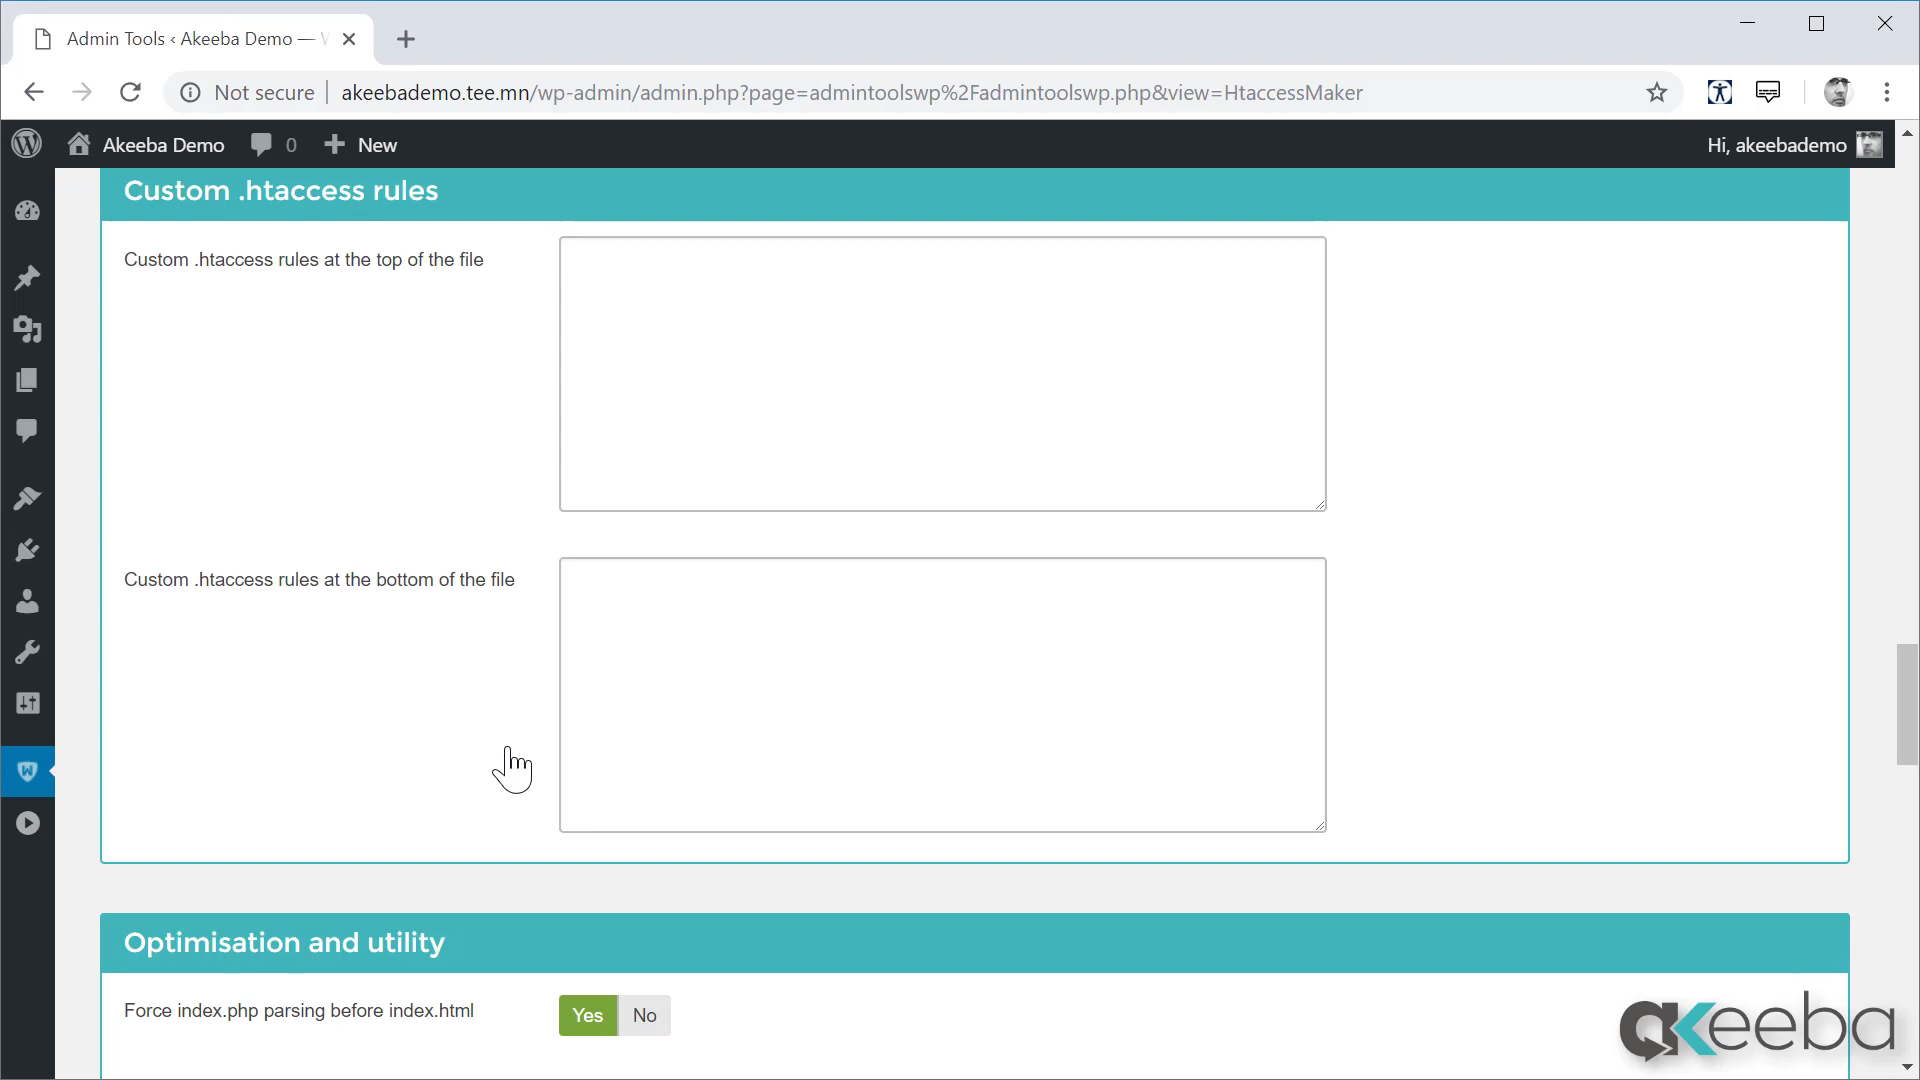 Admin Tools ‹ Akeeba Demo —
Not secure
akeebademo.tee.mn/wp-admin/admin.php?page=admintoolswp%2Fadmintoolswp.php&view=HtaccessMaker
Akeeba Demo
0
New
Hi, akeebademo
Custom .htaccess rules
Custom .htaccess rules at the top of the file
Custom .htaccess rules at the bottom of the file
Optimisation and utility
Force index.php parsing before index.html
Yes
No
akeeba